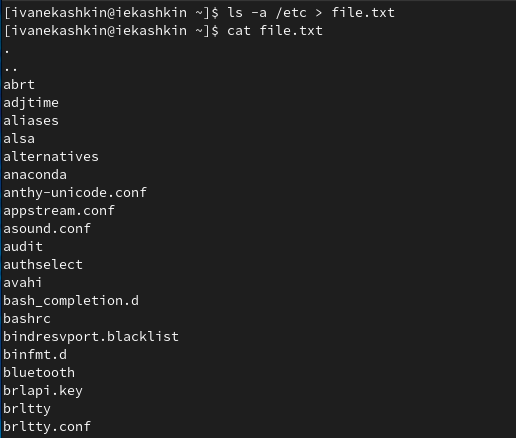 [ivanekashkin@iekashkin ~]$ ls -a /etc > file.txt
[ivanekashkin@iekashkin ~]$ cat file.txt
.
..
abrt
adjtime
aliases
alsa
alternatives
anaconda
anthy-unicode.conf
appstream.conf
asound.conf
audit
authselect
avahi
bash_completion.d
bashrc
bindresvport.blacklist
binfmt.d
bluetooth
brlapi.key
brltty
brltty.conf